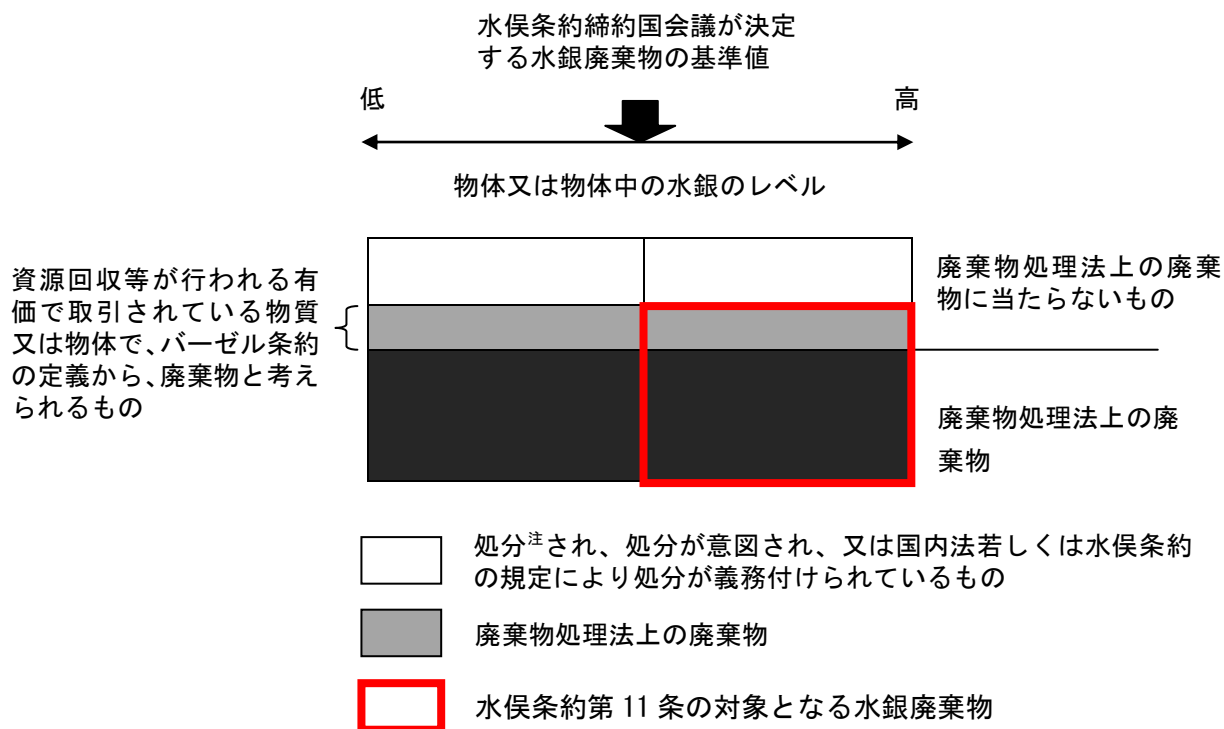 水俣条約締約国会議が決定
する水銀廃棄物の基準値
低
高
物体又は物体中の水銀のレベル
資源回収等が行われる有
価で取引されている物質
又は物体で、バーゼル条約
の定義から、廃棄物と考え
られるもの
廃棄物処理法上の廃棄
物に当たらないもの
廃棄物処理法上の廃
棄物
処分注され、処分が意図され、又は国内法若しくは水俣条約
の規定により処分が義務付けられているもの
廃棄物処理法上の廃棄物
水俣条約第 11 条の対象となる水銀廃棄物